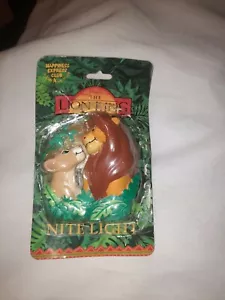 HAPPINESS
EXPRESS
CLUB
THE
LION KING
NITE LIGHT